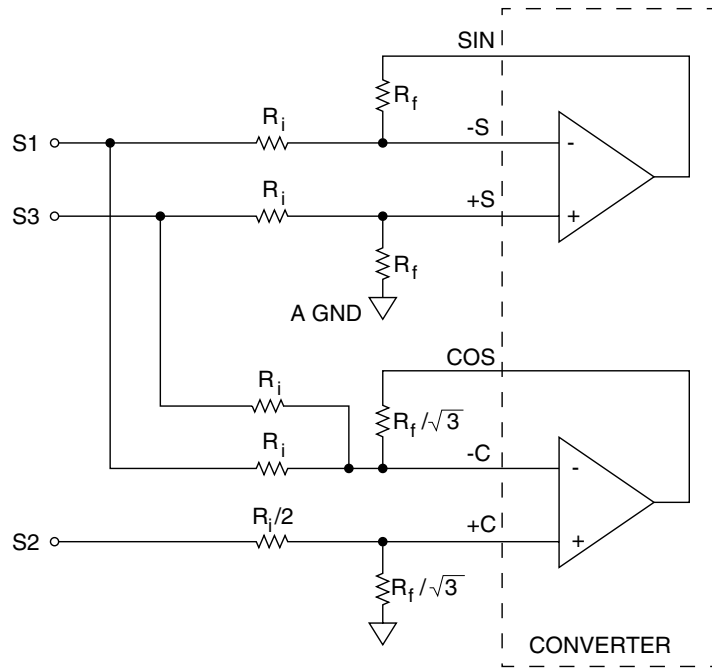 SIN
R_f
R_i
-S
S1
-
R_i
+S
S3
+
R_f
A GND
COS
R_i
R_f/√3
R_i
-C
-
R_i/2
+C
S2
+
R_f/√3
CONVERTER